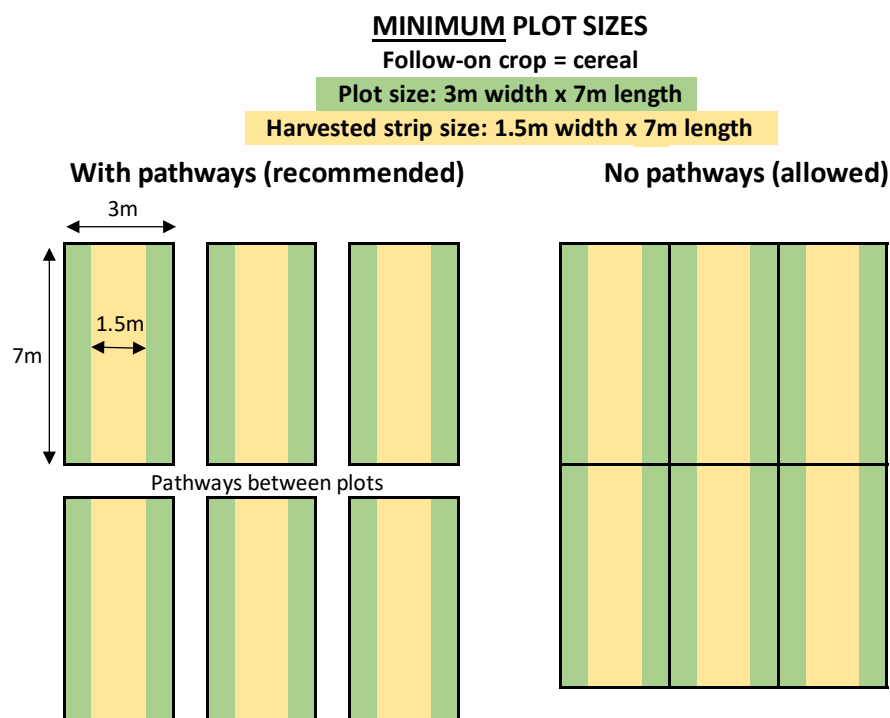 MINIMUM PLOT SIZES
Follow-on crop = cereal
Plot size: 3m width x 7m length
Harvested strip size: 1.5m width x 7m length
With pathways (recommended)
No pathways (allowed)
3m
1.5m
7m
Pathways between plots